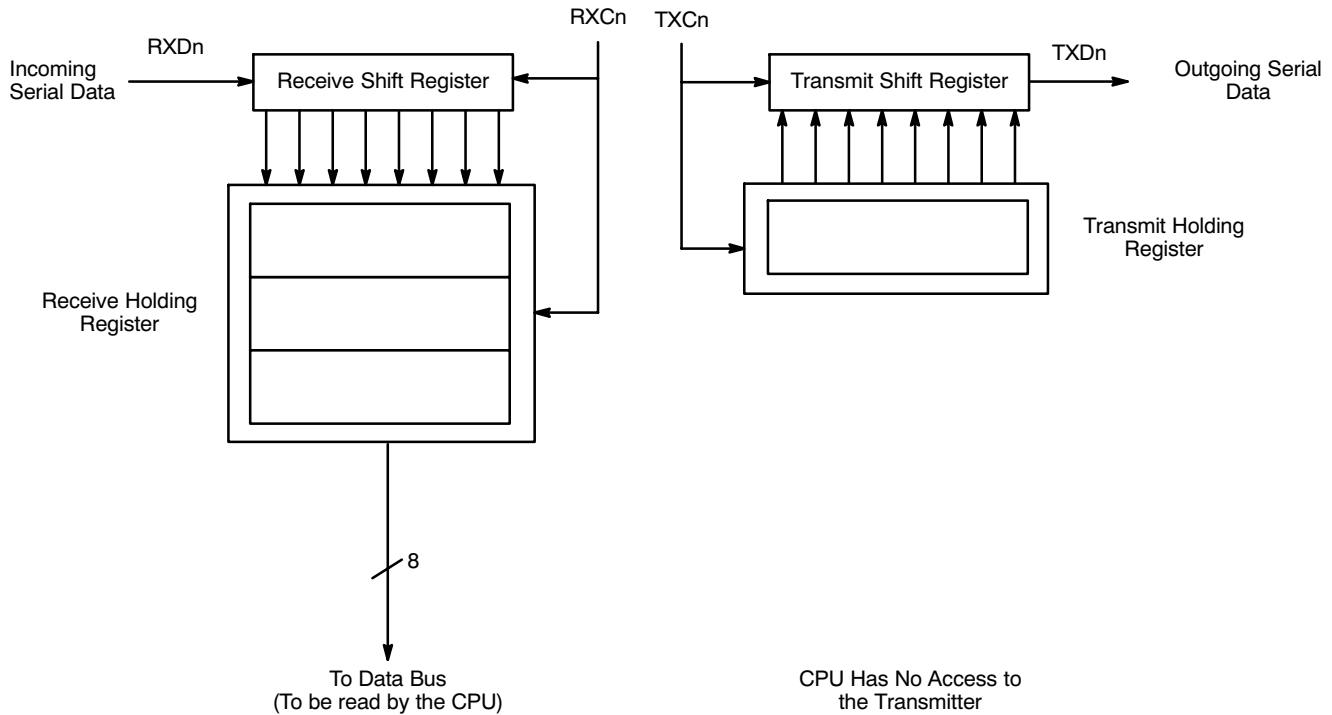 RXCn
TXCn
RXDn
TXDn
Incoming
Serial Data
Receive Shift Register
Transmit Shift Register
Outgoing Serial
Data
Transmit Holding
Register
Receive Holding
Register
8
To Data Bus
(To be read by the CPU)
CPU Has No Access to
the Transmitter